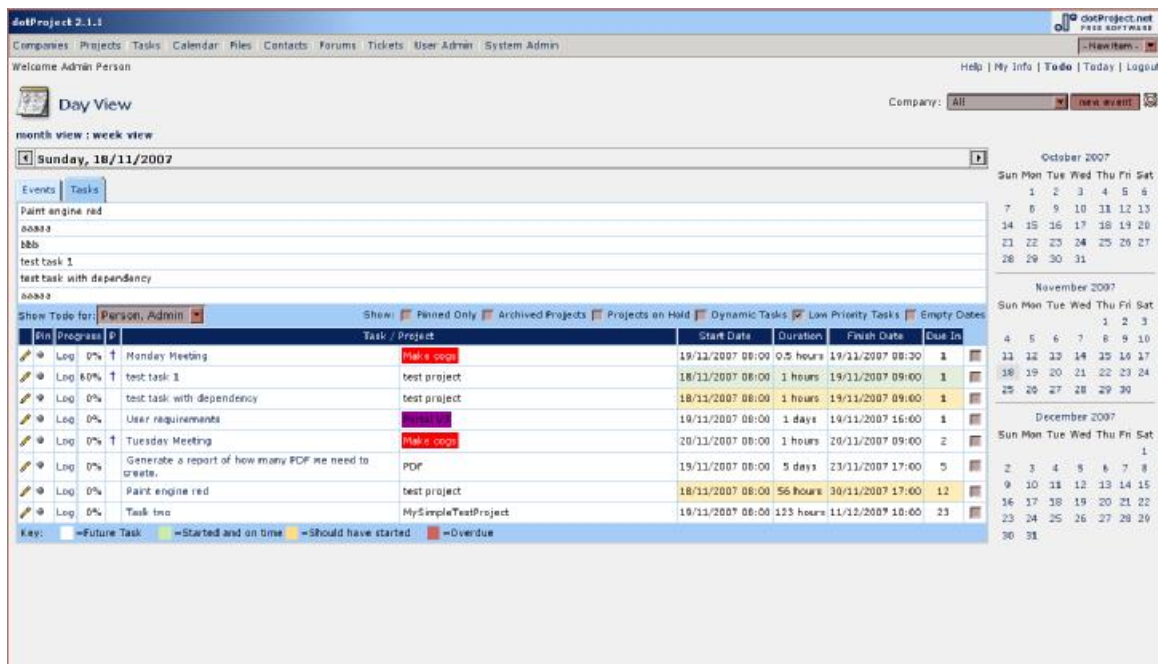 dotProject 2.1.1
dotProject.net
FREE SOFTWARE
Companies Projects Tasks Calendar Files Contacts Forums Tickets User Admin System Admin
- New Item -
Welcome Admin Person
Help | My Info | Todo | Today | Logout
Day View
Company: All
new event
month view : week view
Sunday, 18/11/2007
Events Tasks
Paint engine red
aaaaa
bbb
test task 1
test task with dependency
aaaaa
Show Todo for: Person, Admin
Show: Pinned Only Archived Projects Projects on Hold Dynamic Tasks Low Priority Tasks Empty Dates
Pin Progress P Task / Project Start Date Duration Finish Date Due In
Log 0% Monday Meeting Make cogs 19/11/2007 08:00 0.5 hours 19/11/2007 08:30 1
Log 60% test task 1 test project 18/11/2007 08:00 1 hours 19/11/2007 09:00 1
Log 0% test task with dependency test project 18/11/2007 08:00 1 hours 19/11/2007 09:00 1
Log 0% User requirements 19/11/2007 08:00 1 days 19/11/2007 16:00 1
Log 0% Tuesday Meeting Make cogs 20/11/2007 08:00 1 hours 20/11/2007 09:00 2
Log 0% Generate a report of how many PDF we need to
create. PDF 19/11/2007 08:00 5 days 23/11/2007 17:00 5
Log 0% Paint engine red test project 18/11/2007 08:00 56 hours 30/11/2007 17:00 12
Log 0% Task two MySimpleTestProject 19/11/2007 08:00 123 hours 11/12/2007 10:00 23
Key: =Future Task =Started and on time =Should have started =Overdue
October 2007
Sun Mon Tue Wed Thu Fri Sat
1 2 3 4 5 6
7 8 9 10 11 12 13
14 15 16 17 18 19 20
21 22 23 24 25 26 27
28 29 30 31
November 2007
Sun Mon Tue Wed Thu Fri Sat
1 2 3
4 5 6 7 8 9 10
11 12 13 14 15 16 17
18 19 20 21 22 23 24
25 26 27 28 29 30
December 2007
Sun Mon Tue Wed Thu Fri Sat
1
2 3 4 5 6 7 8
9 10 11 12 13 14 15
16 17 18 19 20 21 22
23 24 25 26 27 28 29
30 31